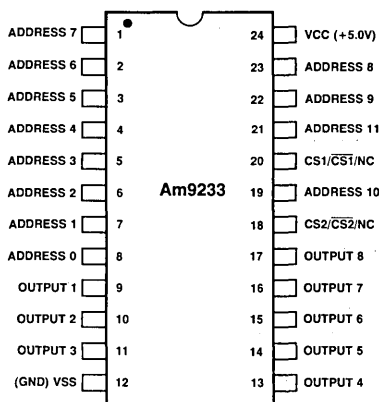 ADDRESS 7 1 24 VCC (+5.0V)
ADDRESS 6 2 23 ADDRESS 8
ADDRESS 5 3 22 ADDRESS 9
ADDRESS 4 4 21 ADDRESS 11
ADDRESS 3 5 20 CS1/C̅S̅1̅/NC
Am9233
ADDRESS 2 6 19 ADDRESS 10
ADDRESS 1 7 18 CS2/C̅S̅2̅/NC
ADDRESS 0 8 17 OUTPUT 8
OUTPUT 1 9 16 OUTPUT 7
OUTPUT 2 10 15 OUTPUT 6
OUTPUT 3 11 14 OUTPUT 5
(GND) VSS 12 13 OUTPUT 4